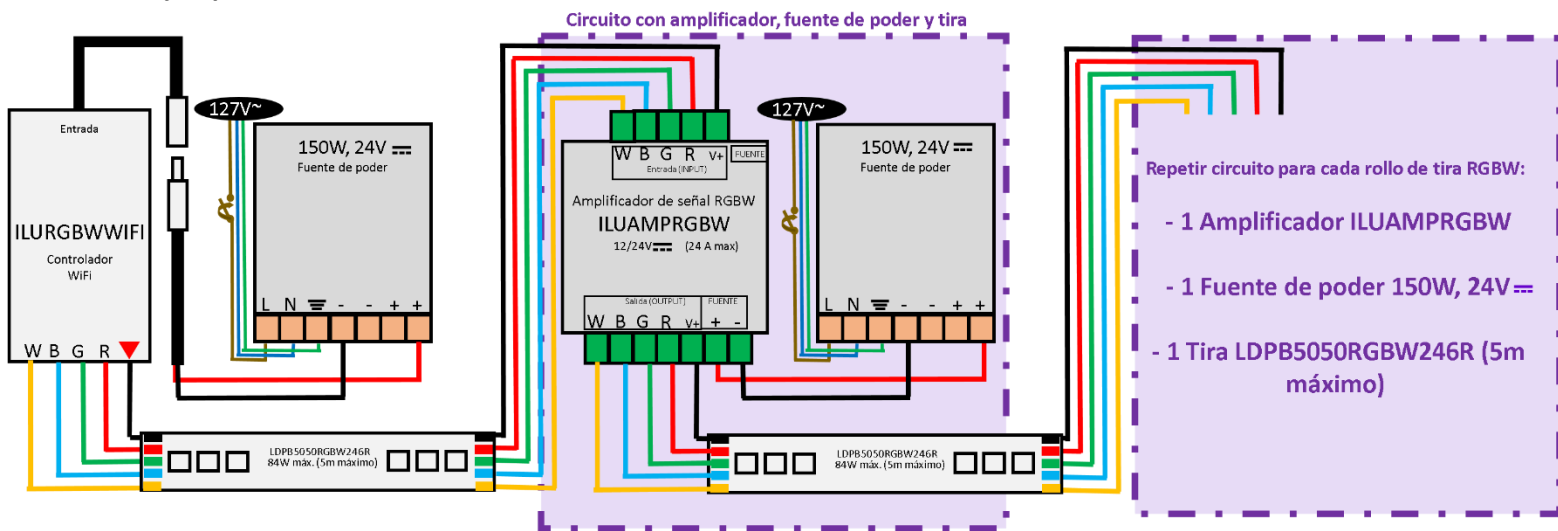 Circuito con amplificador, fuente de poder y tira
Entrada
ILURGBWWIFI
Controlador
WiFi
W B G R
127V~
150W, 24V
Fuente de poder
L N - - + +
LDPB5050RGBW246R
84W máx. (5m máximo)
W B G R V+
FUENTE
Entrada (INPUT)
Amplificador de señal RGBW
ILUAMPRGBW
12/24V (24 A max)
Salida (OUTPUT)
FUENTE
W B G R V+ + -
127V~
150W, 24V
Fuente de poder
L N - - + +
LDPB5050RGBW246R
84W máx. (5m máximo)
Repetir circuito para cada rollo de tira RGBW:
- 1 Amplificador ILUAMPRGBW
- 1 Fuente de poder 150W, 24V
- 1 Tira LDPB5050RGBW246R (5m
máximo)